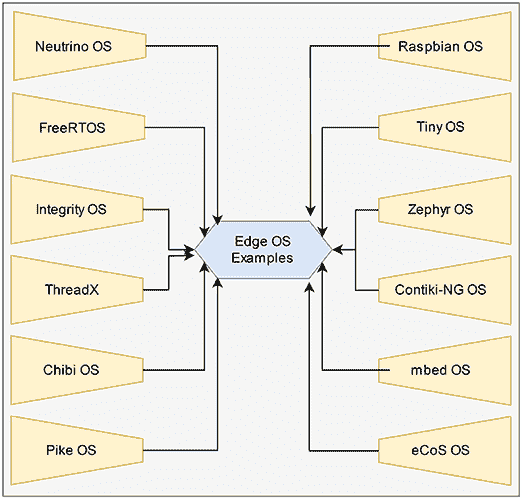 Neutrino OS
Raspbian OS
FreeRTOS
Tiny OS
Integrity OS
Zephyr OS
Edge OS
Examples
ThreadX
Contiki-NG OS
Chibi OS
mbed OS
Pike OS
eCoS OS